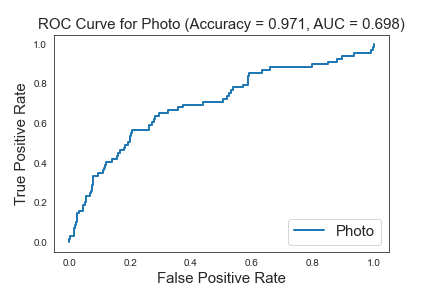 ROC Curve for Photo (Accuracy = 0.971, AUC = 0.698)
1.0
0.8
0.6
0.4
0.2
0.0
True Positive Rate
Photo
0.0 0.2 0.4 0.6 0.8 1.0
False Positive Rate